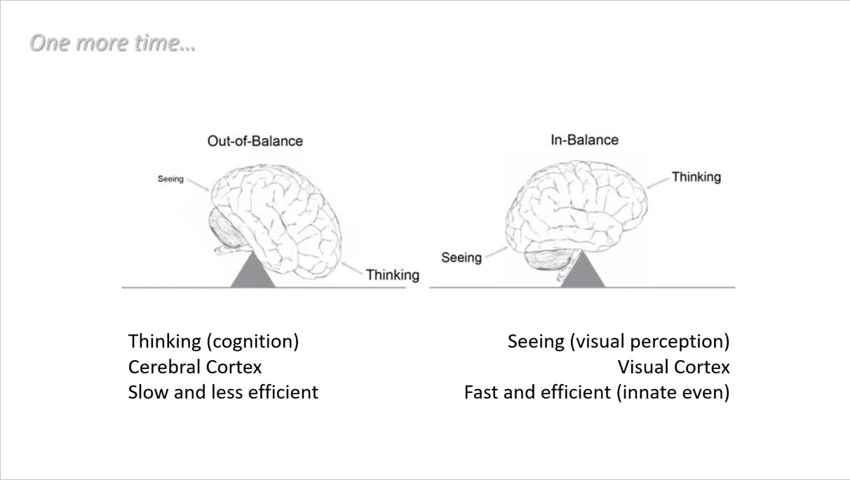 One more time...
Out-of-Balance
Seeing
Thinking
In-Balance
Thinking
Seeing
Thinking (cognition)
Cerebral Cortex
Slow and less efficient
Seeing (visual perception)
Visual Cortex
Fast and efficient (innate even)